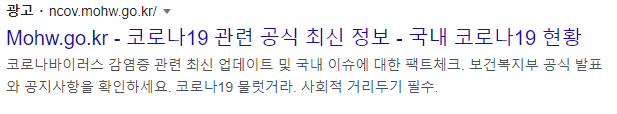 광고 · ncov.mohw.go.kr/
Mohw.go.kr - 코로나19 관련 공식 최신 정보 - 국내 코로나19 현황
코로나바이러스 감염증 관련 최신 업데이트 및 국내 이슈에 대한 팩트체크. 보건복지부 공식 발표
와 공지사항을 확인하세요. 코로나19 물럿거라. 사회적 거리두기 필수.